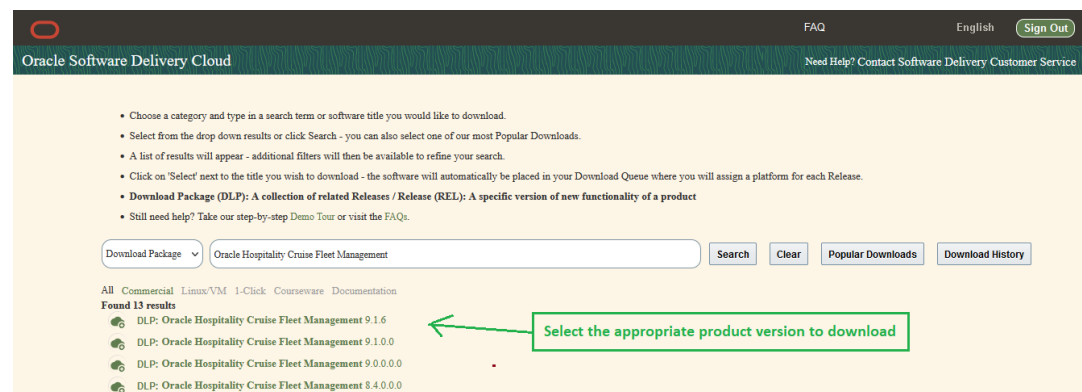 FAQ English Sign Out
Oracle Software Delivery Cloud Need Help? Contact Software Delivery Customer Service
• Choose a category and type in a search term or software title you would like to download.
• Select from the drop down results or click Search - you can also select one of our most Popular Downloads.
• A list of results will appear - additional filters will then be available to refine your search.
• Click on 'Select' next to the title you wish to download - the software will automatically be placed in your Download Queue where you will assign a platform for each Release.
• Download Package (DLP): A collection of related Releases / Release (REL): A specific version of new functionality of a product
• Still need help? Take our step-by-step Demo Tour or visit the FAQs.
Download Package Oracle Hospitality Cruise Fleet Management Search Clear Popular Downloads Download History
All Commercial Linux/VM 1-Click Courseware Documentation
Found 13 results
DLP: Oracle Hospitality Cruise Fleet Management 9.1.6
Select the appropriate product version to download
DLP: Oracle Hospitality Cruise Fleet Management 9.1.0.0
DLP: Oracle Hospitality Cruise Fleet Management 9.0.0.0.0
DLP: Oracle Hospitality Cruise Fleet Management 8.4.0.0.0